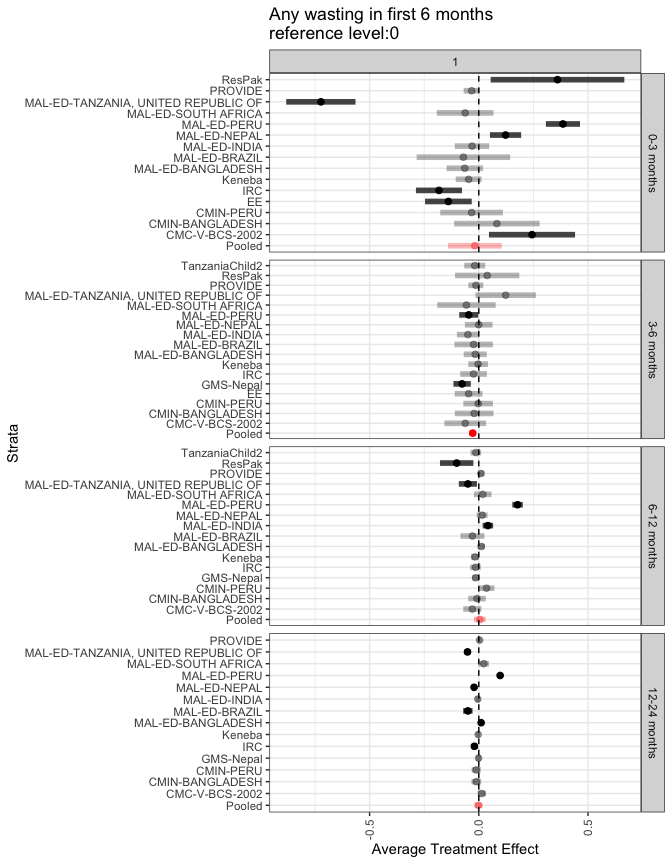 Any wasting in first 6 months
reference level:0
1
ResPak
PROVIDE
MAL-ED-TANZANIA, UNITED REPUBLIC OF
MAL-ED-SOUTH AFRICA
MAL-ED-PERU
MAL-ED-NEPAL
MAL-ED-INDIA
MAL-ED-BRAZIL
MAL-ED-BANGLADESH
Keneba
IRC
EE
CMIN-PERU
CMIN-BANGLADESH
CMC-V-BCS-2002
Pooled
0-3 months
TanzaniaChild2
ResPak
PROVIDE
MAL-ED-TANZANIA, UNITED REPUBLIC OF
MAL-ED-SOUTH AFRICA
MAL-ED-PERU
MAL-ED-NEPAL
MAL-ED-INDIA
MAL-ED-BRAZIL
MAL-ED-BANGLADESH
Keneba
IRC
GMS-Nepal
EE
CMIN-PERU
CMIN-BANGLADESH
CMC-V-BCS-2002
Pooled
3-6 months
Strata
TanzaniaChild2
ResPak
PROVIDE
MAL-ED-TANZANIA, UNITED REPUBLIC OF
MAL-ED-SOUTH AFRICA
MAL-ED-PERU
MAL-ED-NEPAL
MAL-ED-INDIA
MAL-ED-BRAZIL
MAL-ED-BANGLADESH
Keneba
IRC
GMS-Nepal
CMIN-PERU
CMIN-BANGLADESH
CMC-V-BCS-2002
Pooled
6-12 months
PROVIDE
MAL-ED-TANZANIA, UNITED REPUBLIC OF
MAL-ED-SOUTH AFRICA
MAL-ED-PERU
MAL-ED-NEPAL
MAL-ED-INDIA
MAL-ED-BRAZIL
MAL-ED-BANGLADESH
Keneba
IRC
GMS-Nepal
CMIN-PERU
CMIN-BANGLADESH
CMC-V-BCS-2002
Pooled
12-24 months
-0.5
0.0
0.5
Average Treatment Effect